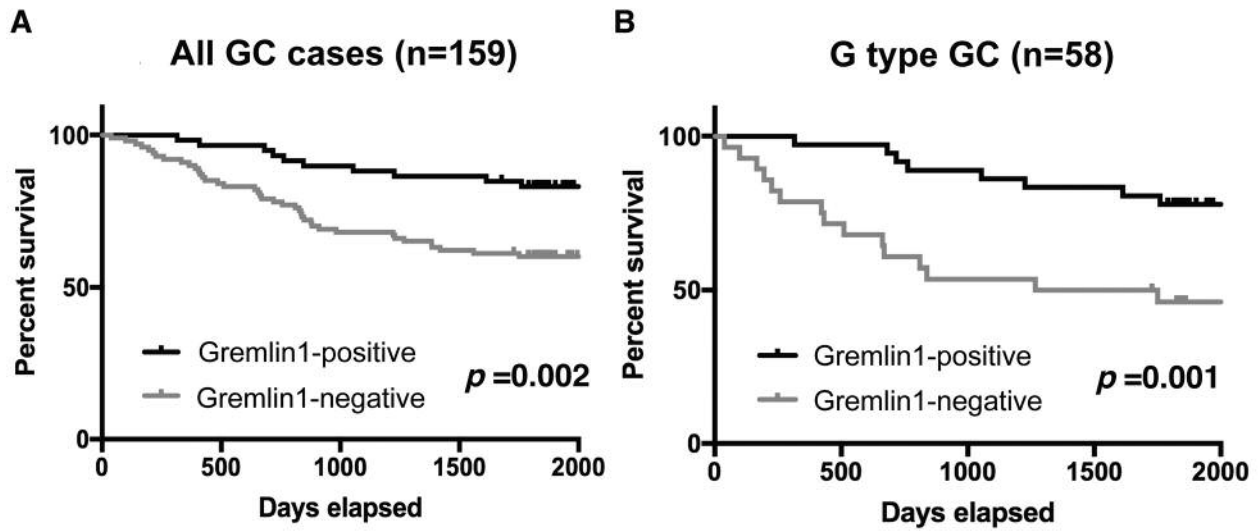 A
All GC cases (n=159)
Percent survival
100
50
0
Gremlin1-positive
Gremlin1-negative
p =0.002
0 500 1000 1500 2000
Days elapsed
B
G type GC (n=58)
Percent survival
100
50
0
Gremlin1-positive
Gremlin1-negative
p =0.001
0 500 1000 1500 2000
Days elapsed